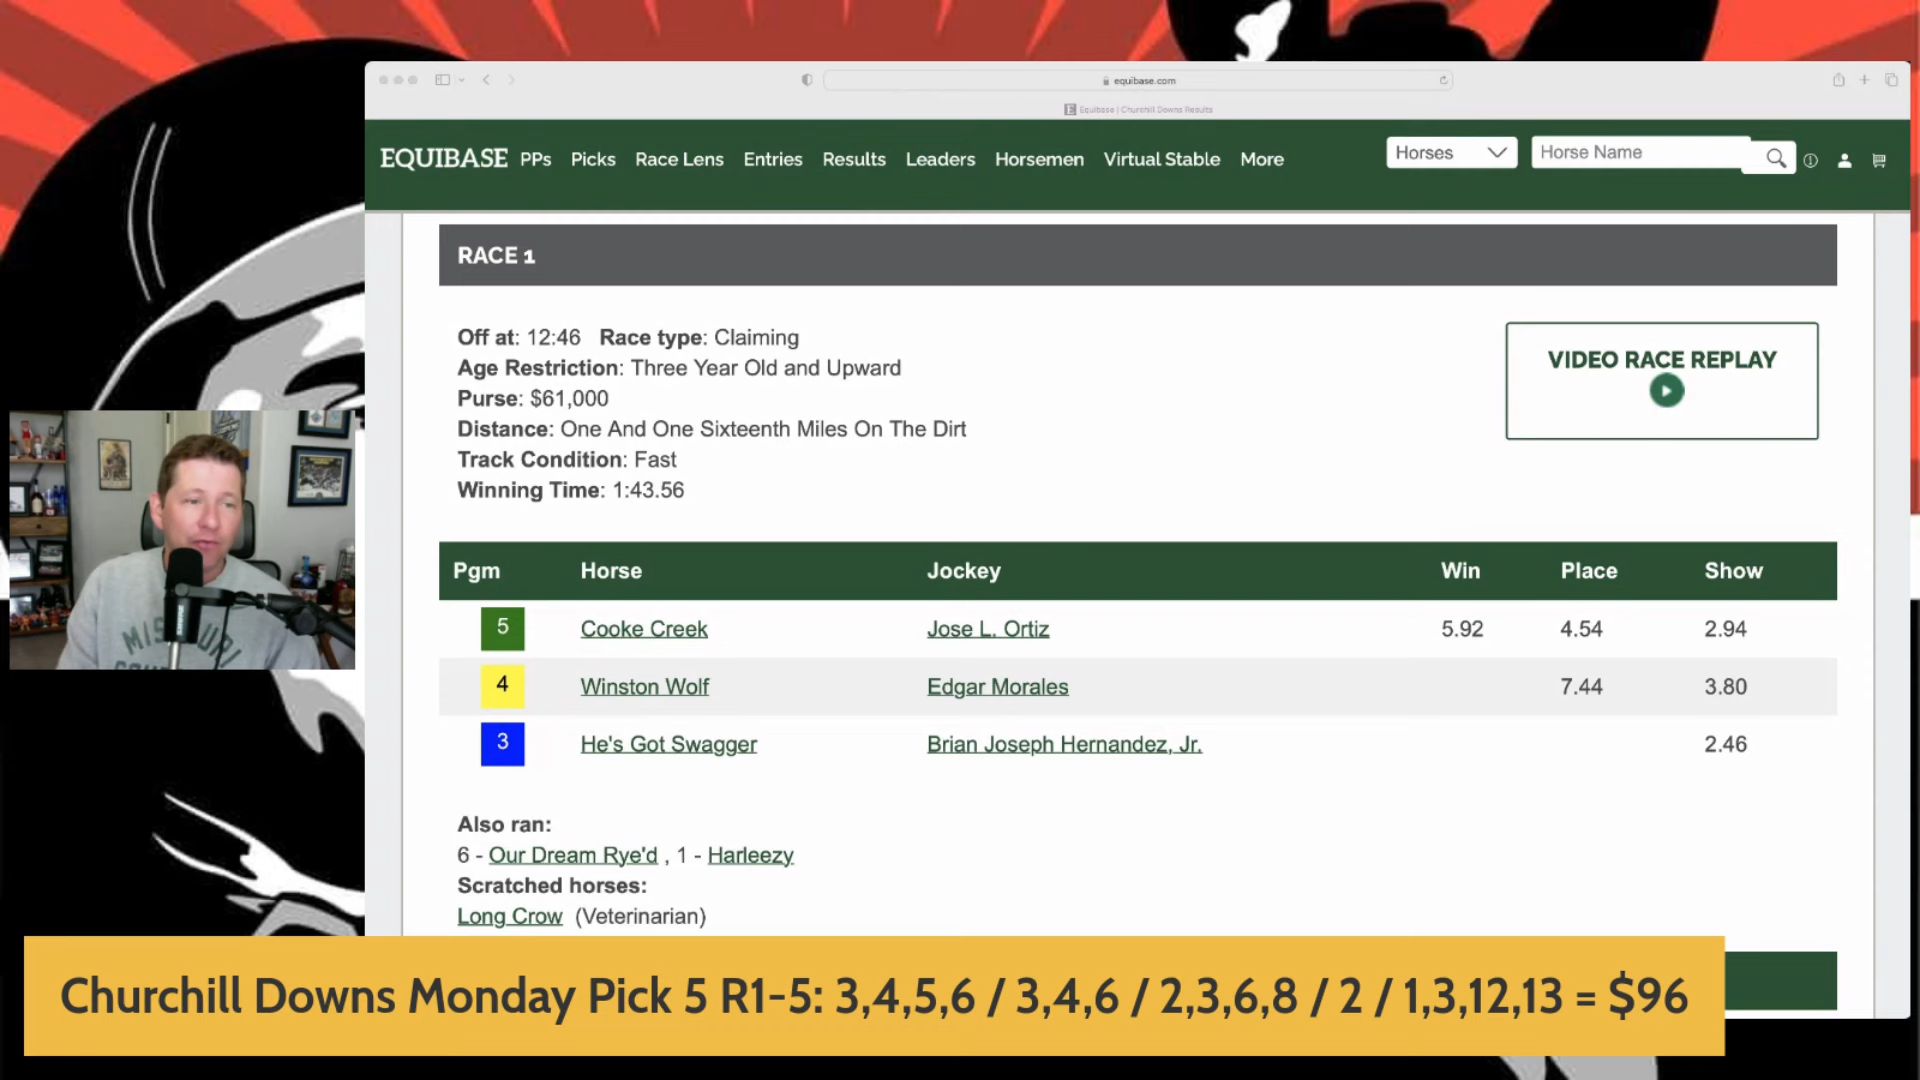 equibase.com
Equibase | Churchill Downs Results
EQUIBASE PPs Picks Race Lens Entries Results Leaders Horsemen Virtual Stable More
Horses
Horse Name
RACE 1
Off at: 12:46 Race type: Claiming
Age Restriction: Three Year Old and Upward
Purse: $61,000
Distance: One And One Sixteenth Miles On The Dirt
Track Condition: Fast
Winning Time: 1:43.56
VIDEO RACE REPLAY
Pgm Horse Jockey Win Place Show
5 Cooke Creek Jose L. Ortiz 5.92 4.54 2.94
4 Winston Wolf Edgar Morales 7.44 3.80
3 He's Got Swagger Brian Joseph Hernandez, Jr. 2.46
Also ran:
6 - Our Dream Rye'd , 1 - Harleezy
Scratched horses:
Long Crow (Veterinarian)
MISSOURI
Churchill Downs Monday Pick 5 R1-5: 3,4,5,6 / 3,4,6 / 2,3,6,8 / 2 / 1,3,12,13 = $96